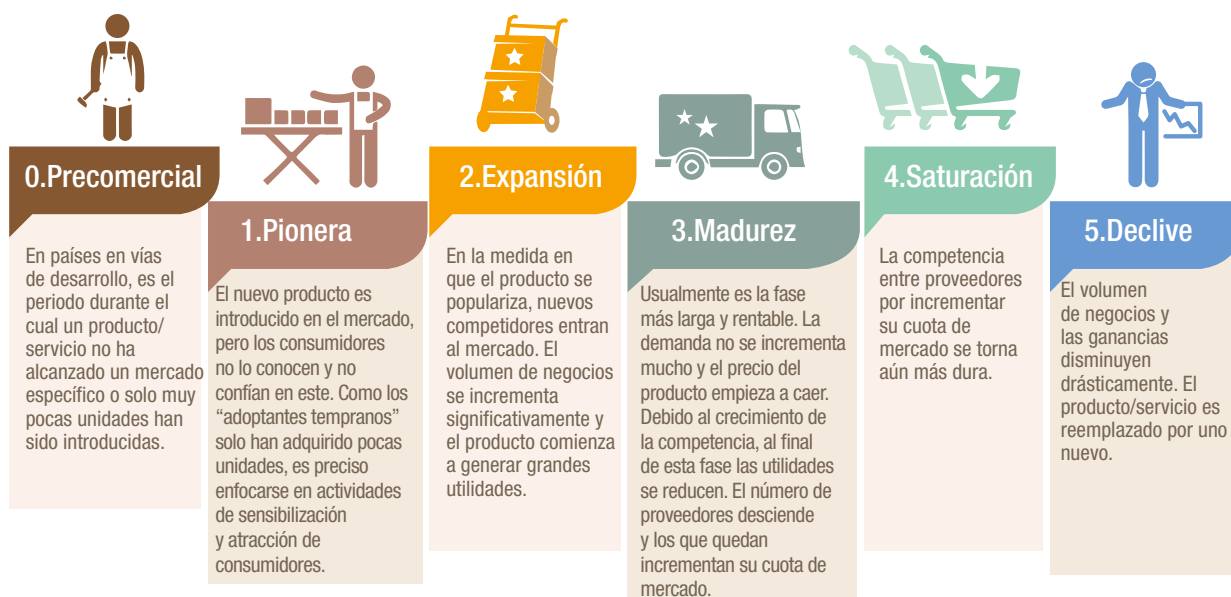 0.Precomercial
En países en vías
de desarrollo, es el
periodo durante el
cual un producto/
servicio no ha
alcanzado un mercado
específico o solo muy
pocas unidades han
sido introducidas.
1.Pionera
El nuevo producto es
introducido en el mercado,
pero los consumidores
no lo conocen y no
confían en este. Como los
“adoptantes tempranos”
solo han adquirido pocas
unidades, es preciso
enfocarse en actividades
de sensibilización
y atracción de
consumidores.
2.Expansión
En la medida en
que el producto se
populariza, nuevos
competidores entran
al mercado. El
volumen de negocios
se incrementa
significativamente y
el producto comienza
a generar grandes
utilidades.
3.Madurez
Usualmente es la fase
más larga y rentable. La
demanda no se incrementa
mucho y el precio del
producto empieza a caer.
Debido al crecimiento de
la competencia, al final
de esta fase las utilidades
se reducen. El número de
proveedores desciende
y los que quedan
incrementan su cuota de
mercado.
4.Saturación
La competencia
entre proveedores
por incrementar
su cuota de
mercado se torna
aún más dura.
5.Declive
El volumen
de negocios y
las ganancias
disminuyen
drásticamente. El
producto/servicio es
reemplazado por uno
nuevo.